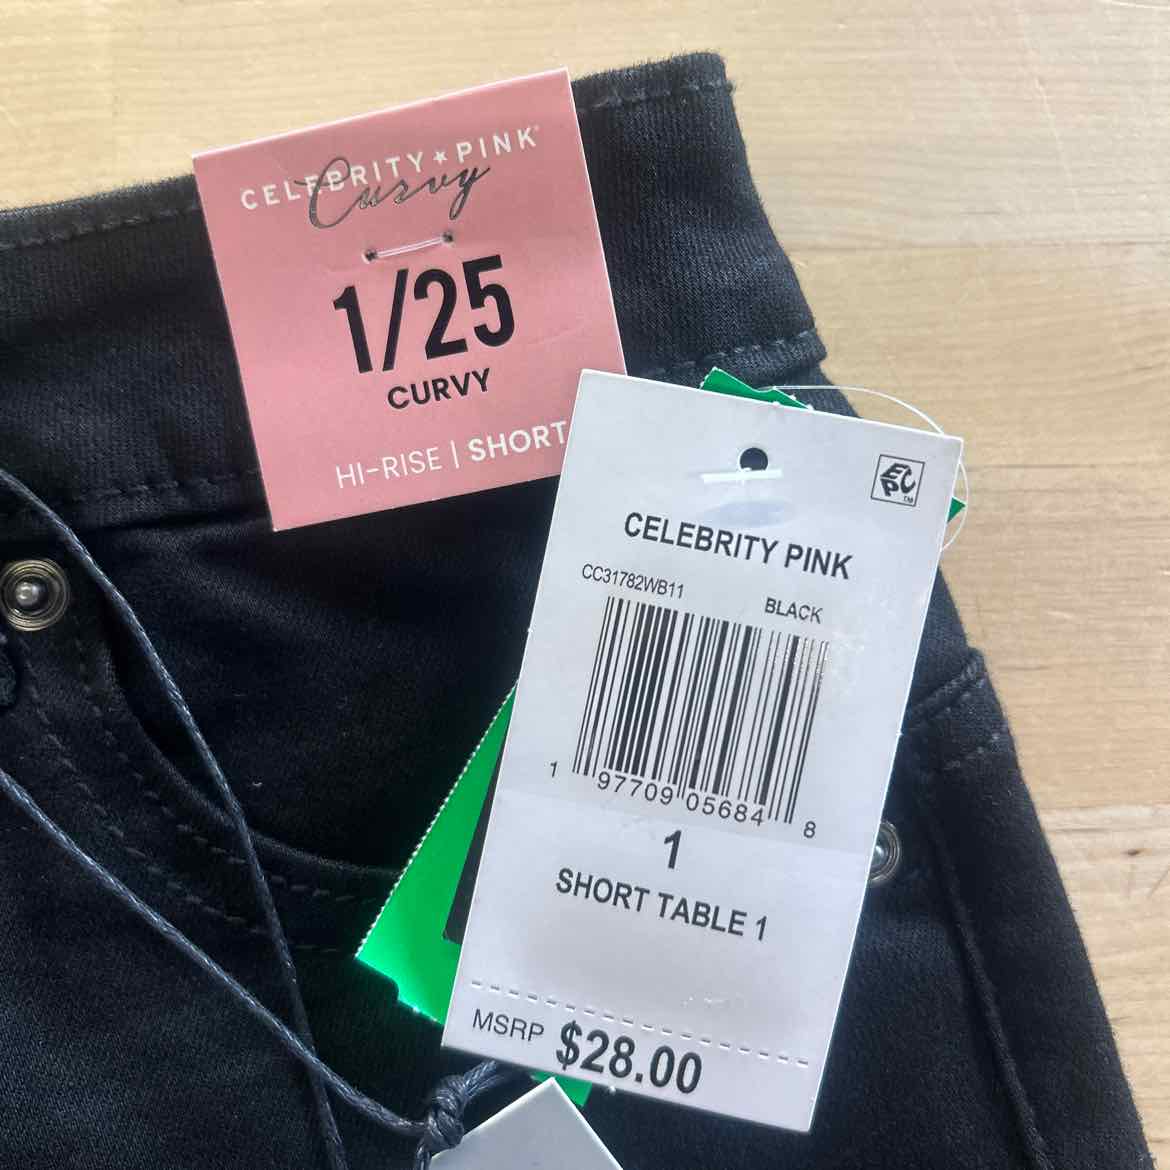 CELEBRITY★PINK®
Curvy
1/25
CURVY
HI-RISE | SHORT
EPC™
CELEBRITY PINK
CC31782WB11
BLACK
1 97709 05684 8
1
SHORT TABLE 1
MSRP $28.00